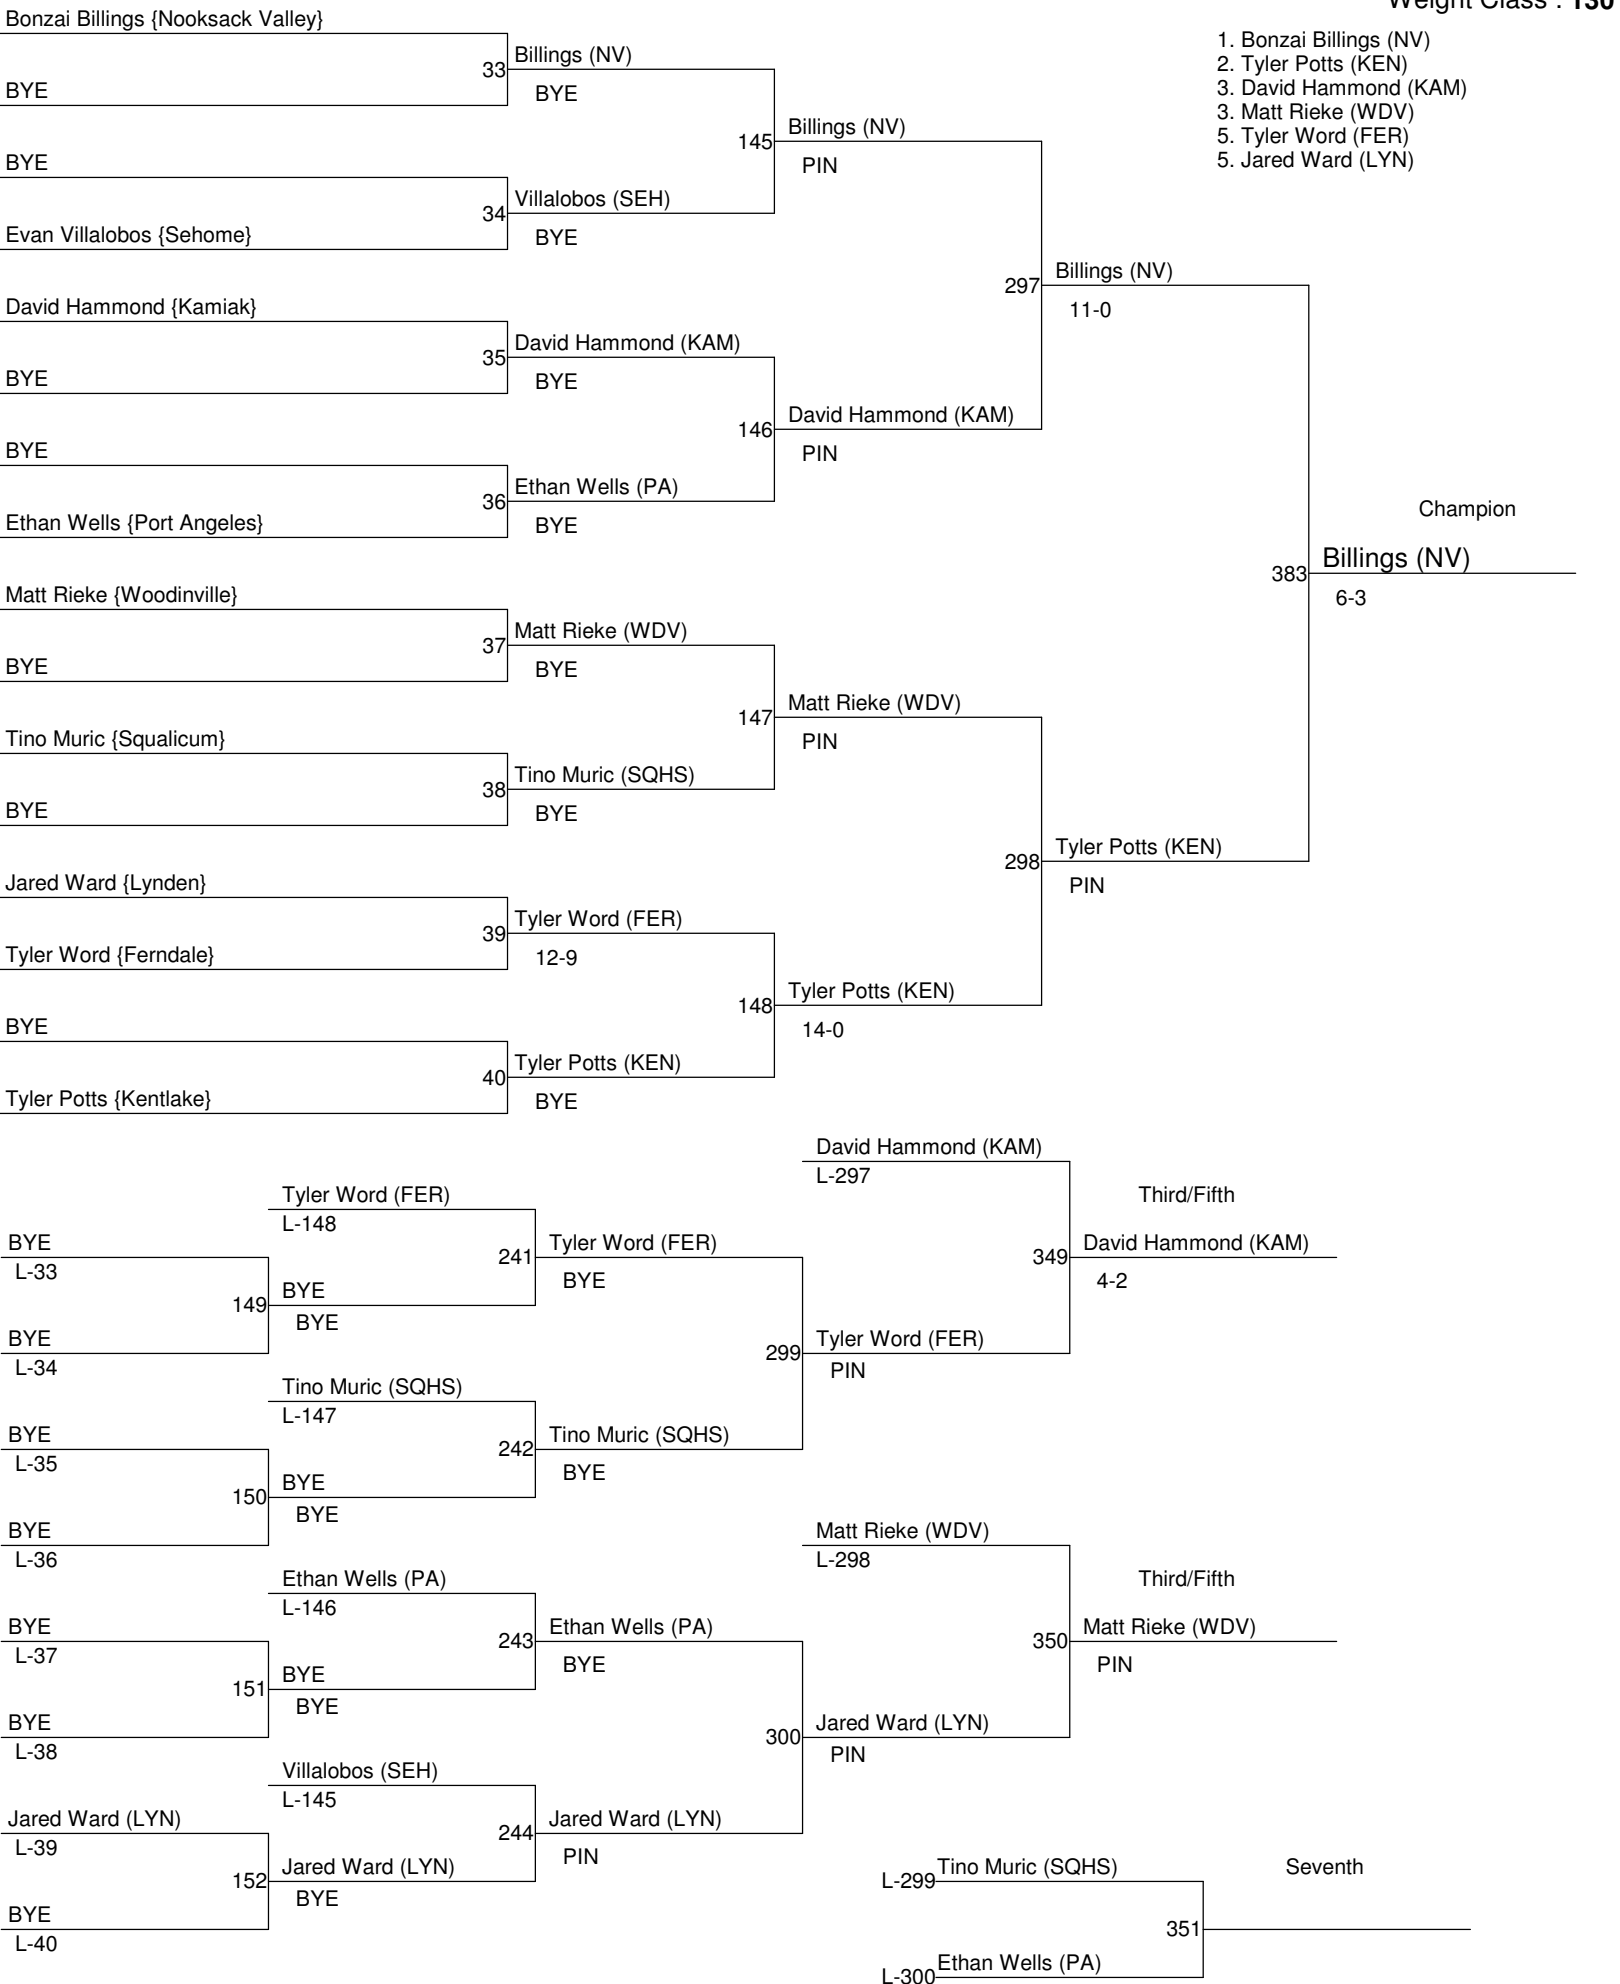 Weight Class : 130
1. Bonzai Billings (NV)
2. Tyler Potts (KEN)
3. David Hammond (KAM)
3. Matt Rieke (WDV)
5. Tyler Word (FER)
5. Jared Ward (LYN)
Bonzai Billings {Nooksack Valley}
33
Billings (NV)
BYE
BYE
145
Billings (NV)
PIN
BYE
34
Villalobos (SEH)
BYE
Evan Villalobos {Sehome}
297
Billings (NV)
11-0
David Hammond {Kamiak}
35
David Hammond (KAM)
BYE
BYE
146
David Hammond (KAM)
PIN
BYE
36
Ethan Wells (PA)
BYE
Ethan Wells {Port Angeles}
Champion
383
Billings (NV)
6-3
Matt Rieke {Woodinville}
37
Matt Rieke (WDV)
BYE
BYE
147
Matt Rieke (WDV)
PIN
Tino Muric {Squalicum}
38
Tino Muric (SQHS)
BYE
BYE
298
Tyler Potts (KEN)
PIN
Jared Ward {Lynden}
39
Tyler Word (FER)
12-9
Tyler Word {Ferndale}
148
Tyler Potts (KEN)
14-0
BYE
40
Tyler Potts (KEN)
BYE
Tyler Potts {Kentlake}
David Hammond (KAM)
L-297
Third/Fifth
349
David Hammond (KAM)
4-2
Tyler Word (FER)
L-148
241
Tyler Word (FER)
BYE
BYE
L-33
149
BYE
BYE
BYE
L-34
299
Tyler Word (FER)
PIN
Tino Muric (SQHS)
L-147
242
Tino Muric (SQHS)
BYE
BYE
L-35
150
BYE
BYE
BYE
L-36
Matt Rieke (WDV)
L-298
Third/Fifth
350
Matt Rieke (WDV)
PIN
Ethan Wells (PA)
L-146
243
Ethan Wells (PA)
BYE
BYE
L-37
151
BYE
BYE
BYE
L-38
300
Jared Ward (LYN)
PIN
Villalobos (SEH)
L-145
244
Jared Ward (LYN)
PIN
Jared Ward (LYN)
L-39
152
Jared Ward (LYN)
BYE
BYE
L-40
L-299
Tino Muric (SQHS)
Seventh
351
L-300
Ethan Wells (PA)